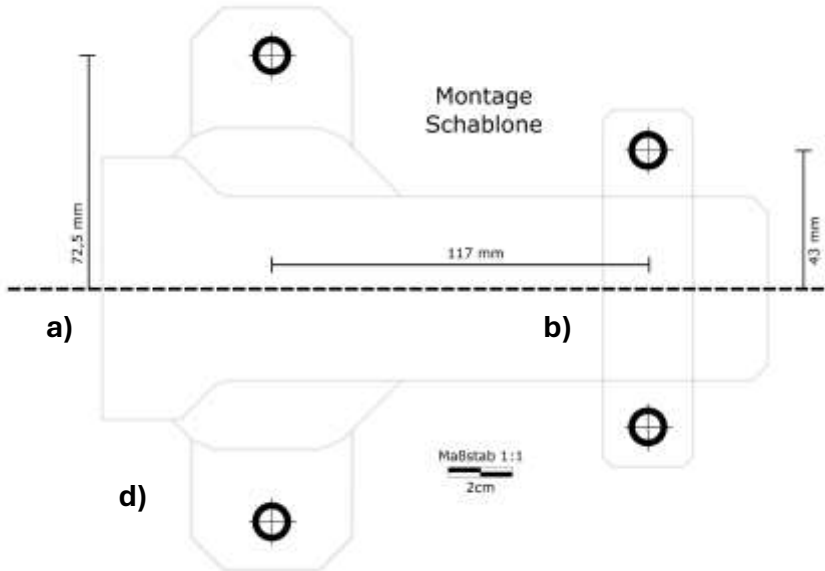 Montage
Schablone
72,5 mm
117 mm
43 mm
a)
b)
Maßstab 1:1
2cm
d)